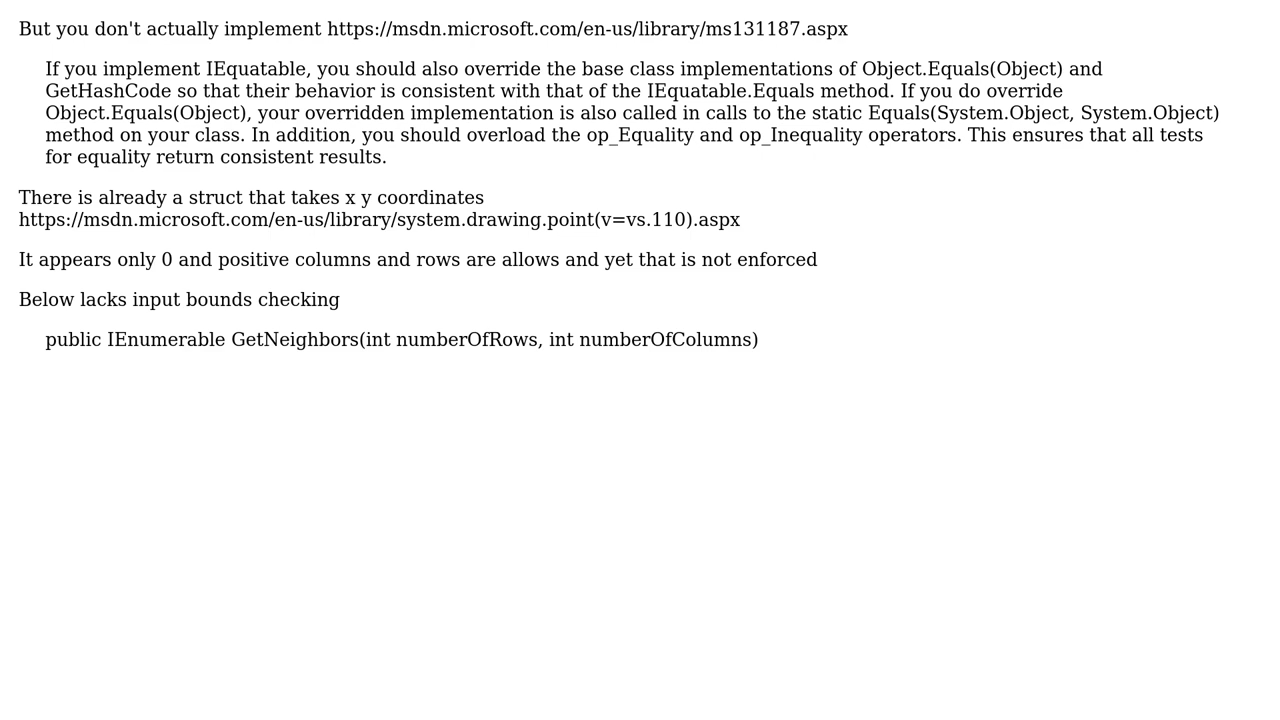 But you don't actually implement https://msdn.microsoft.com/en-us/library/ms131187.aspx
If you implement IEquatable, you should also override the base class implementations of Object.Equals(Object) and
GetHashCode so that their behavior is consistent with that of the IEquatable.Equals method. If you do override
Object.Equals(Object), your overridden implementation is also called in calls to the static Equals(System.Object, System.Object)
method on your class. In addition, you should overload the op_Equality and op_Inequality operators. This ensures that all tests
for equality return consistent results.
There is already a struct that takes x y coordinates
https://msdn.microsoft.com/en-us/library/system.drawing.point(v=vs.110).aspx
It appears only 0 and positive columns and rows are allows and yet that is not enforced
Below lacks input bounds checking
public IEnumerable GetNeighbors(int numberOfRows, int numberOfColumns)